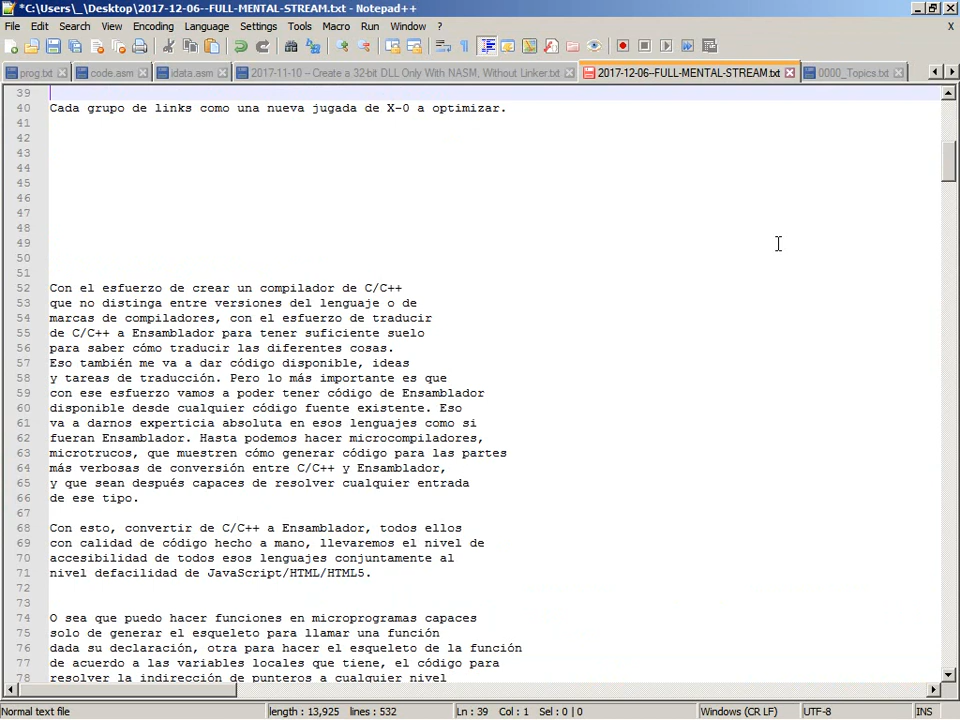 *C:\Users\_\Desktop\2017-12-06--FULL-MENTAL-STREAM.txt - Notepad++
File Edit Search View Encoding Language Settings Tools Macro Run Window ? X
prog.txt code.asm idata.asm 2017-11-10 – Create a 32-bit DLL Only With NASM, Without Linker.txt 2017-12-06--FULL-MENTAL-STREAM.txt 0000_Topics.txt
39
40 Cada grupo de links como una nueva jugada de X-0 a optimizar.
41
42
43
44
45
46
47
48
49
50
51
52 Con el esfuerzo de crear un compilador de C/C++
53 que no distinga entre versiones del lenguaje o de
54 marcas de compiladores, con el esfuerzo de traducir
55 de C/C++ a Ensamblador para tener suficiente suelo
56 para saber cómo traducir las diferentes cosas.
57 Eso también me va a dar código disponible, ideas
58 y tareas de traducción. Pero lo más importante es que
59 con ese esfuerzo vamos a poder tener código de Ensamblador
60 disponible desde cualquier código fuente existente. Eso
61 va a darnos experticia absoluta en esos lenguajes como si
62 fueran Ensamblador. Hasta podemos hacer microcompiladores,
63 microtrucos, que muestren cómo generar código para las partes
64 más verbosas de conversión entre C/C++ y Ensamblador,
65 y que sean después capaces de resolver cualquier entrada
66 de ese tipo.
67
68 Con esto, convertir de C/C++ a Ensamblador, todos ellos
69 con calidad de código hecho a mano, llevaremos el nivel de
70 accesibilidad de todos esos lenguajes conjuntamente al
71 nivel defacilidad de JavaScript/HTML/HTML5.
72
73
74 O sea que puedo hacer funciones en microprogramas capaces
75 solo de generar el esqueleto para llamar una función
76 dada su declaración, otra para hacer el esqueleto de la función
77 de acuerdo a las variables locales que tiene, el código para
78 resolver la indirección de punteros a cualquier nivel
Normal text file length : 13,925 lines : 532 Ln : 39 Col : 1 Sel : 0 | 0 Windows (CR LF) UTF-8 INS